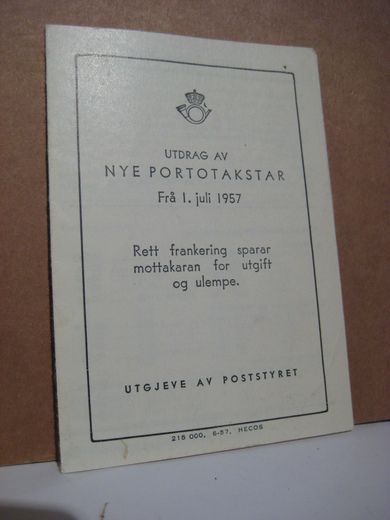 UTDRAG AV
NYE PORTOTAKSTAR
Frå 1. juli 1957
Rett frankering sparar
mottakaran for utgift
og ulempe.
UTGJEVE AV POSTSTYRET
215 000. 6-57. HECOS